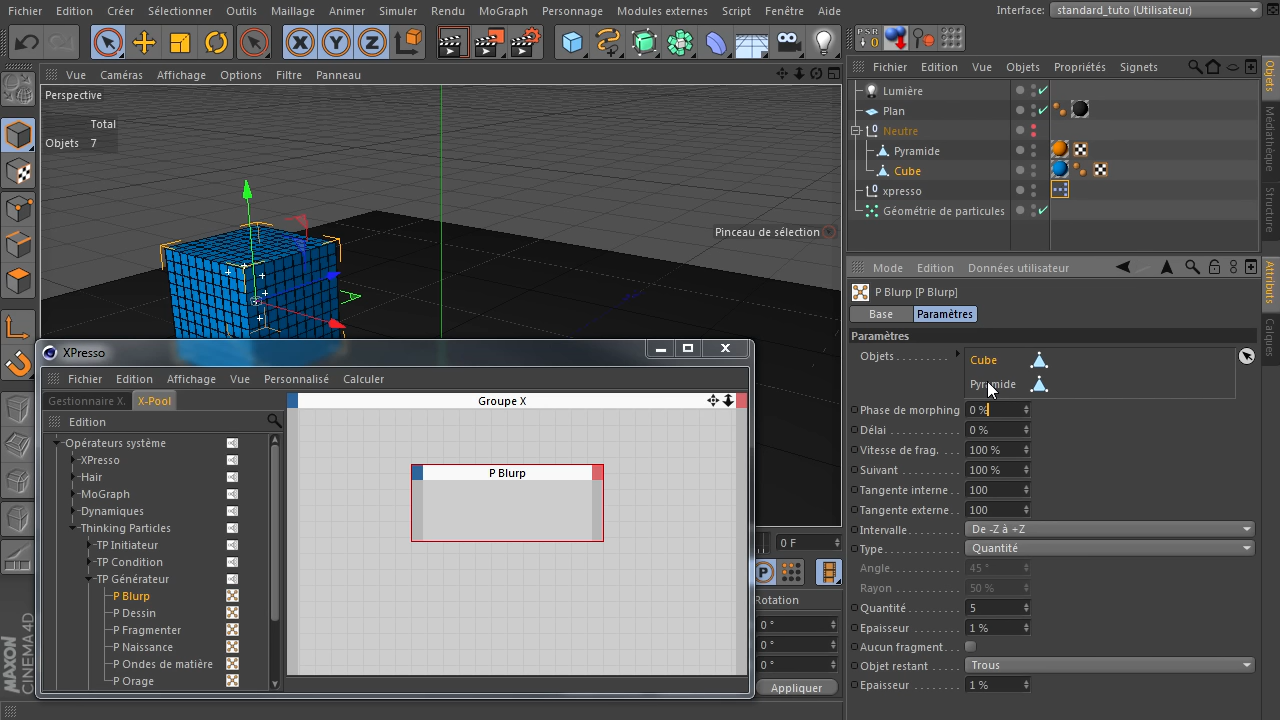 Fichier Edition Créer Sélectionner Outils Maillage Animer Simuler Rendu MoGraph Personnage Modules externes Script Fenêtre Aide
Interface: standard_tuto (Utilisateur)
X Y Z
PSR
0
Vue Caméras Affichage Options Filtre Panneau
Perspective
Total
Objets 7
Pinceau de sélection
Fichier Edition Vue Objets Propriétés Signets
Lumière
Plan
Neutre
Pyramide
Cube
xpresso
Géométrie de particules
Objets
Médiathèque
Structure
Attributs
Calques
Mode Edition Données utilisateur
P Blurp [P Blurp]
Base Paramètres
Paramètres
Objets . . . . . . . . . Cube
Pyramide
Phase de morphing 0 %
Délai . . . . . . . . . . 0 %
Vitesse de frag. . 100 %
Suivant . . . . . . . 100 %
Tangente interne . . 100
Tangente externe . . 100
Intervalle. . . . . . . De -Z à +Z
Type. . . . . . . . . . Quantité
Angle. . . . . . . . . 45 °
Rayon . . . . . . . . 50 %
Quantité . . . . . . . 5
Epaisseur . . . . . . 1 %
Aucun fragment . . .
Objet restant . . . . Trous
Epaisseur . . . . . . 1 %
XPresso
Fichier Edition Affichage Vue Personnalisé Calculer
Gestionnaire X. X-Pool
Edition
Opérateurs système
XPresso
Hair
MoGraph
Dynamiques
Thinking Particles
TP Initiateur
TP Condition
TP Générateur
P Blurp
P Dessin
P Fragmenter
P Naissance
P Ondes de matière
P Orage
Groupe X
P Blurp
0 F
P
Rotation
0 °
0 °
0 °
Appliquer
MAXON
CINEMA 4D